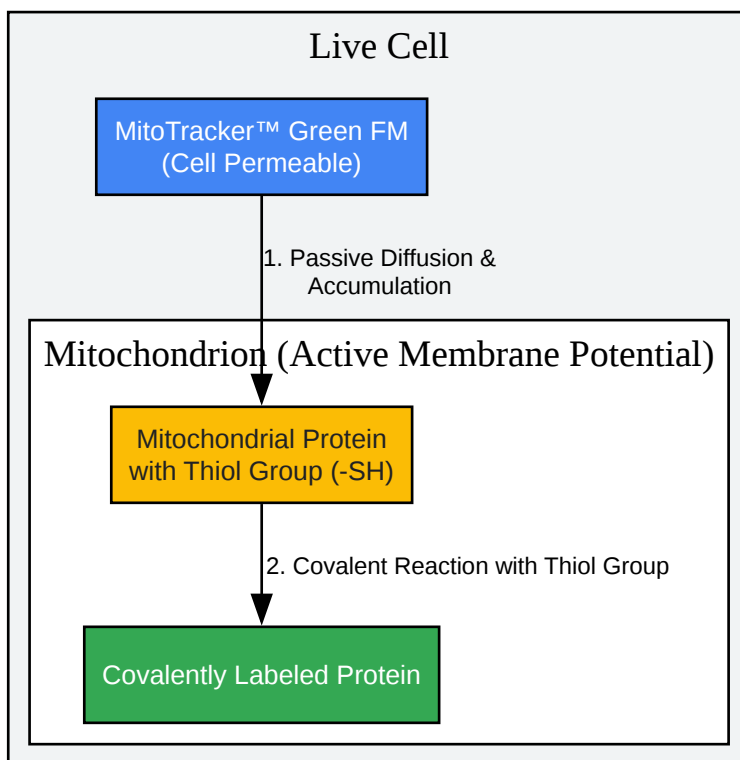 Live Cell
MitoTracker™ Green FM
(Cell Permeable)
1. Passive Diffusion &
Accumulation
Mitochondrion (Active Membrane Potential)
Mitochondrial Protein
with Thiol Group (-SH)
2. Covalent Reaction with Thiol Group
Covalently Labeled Protein